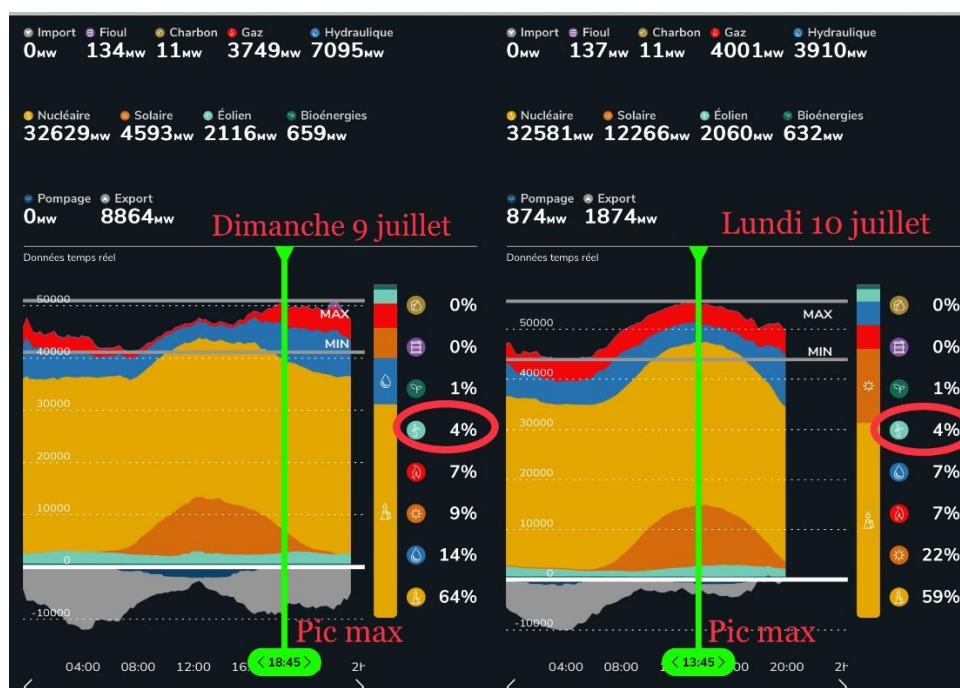 Import Fioul Charbon Gaz Hydraulique
0MW 134MW 11MW 3749MW 7095MW
Nucléaire Solaire Éolien Bioénergies
32629MW 4593MW 2116MW 659MW
Pompage Export
0MW 8864MW
Dimanche 9 juillet
Données temps réel
50000
MAX
MIN
40000
30000
20000
10000
0
-10000
0%
0%
1%
4%
7%
9%
14%
64%
Pic max
04:00 08:00 12:00 16: < 18:45 > 2h
Import Fioul Charbon Gaz Hydraulique
0MW 137MW 11MW 4001MW 3910MW
Nucléaire Solaire Éolien Bioénergies
32581MW 12266MW 2060MW 632MW
Pompage Export
874MW 1874MW
Lundi 10 juillet
Données temps réel
MAX
50000
MIN
40000
30000
20000
10000
0
-10000
0%
0%
1%
4%
7%
7%
22%
59%
Pic max
04:00 08:00 1 < 13:45 > 00 20:00 2h